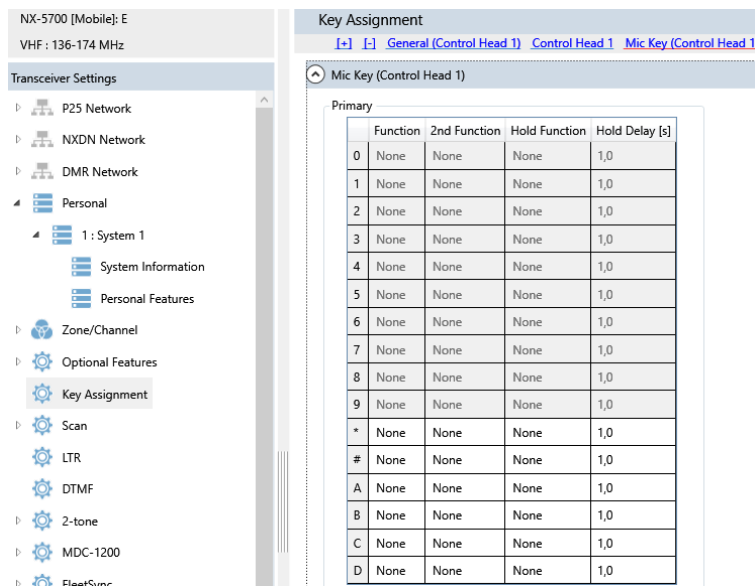 NX-5700 [Mobile]: E
VHF : 136-174 MHz
Transceiver Settings
P25 Network
NXDN Network
DMR Network
Personal
1 : System 1
System Information
Personal Features
Zone/Channel
Optional Features
Key Assignment
Scan
LTR
DTMF
2-tone
MDC-1200
FleetSync
Key Assignment
[+] [-] General (Control Head 1) Control Head 1 Mic Key (Control Head 1
Mic Key (Control Head 1)
Primary
Function 2nd Function Hold Function Hold Delay [s]
0 None None None 1,0
1 None None None 1,0
2 None None None 1,0
3 None None None 1,0
4 None None None 1,0
5 None None None 1,0
6 None None None 1,0
7 None None None 1,0
8 None None None 1,0
9 None None None 1,0
* None None None 1,0
# None None None 1,0
A None None None 1,0
B None None None 1,0
C None None None 1,0
D None None None 1,0